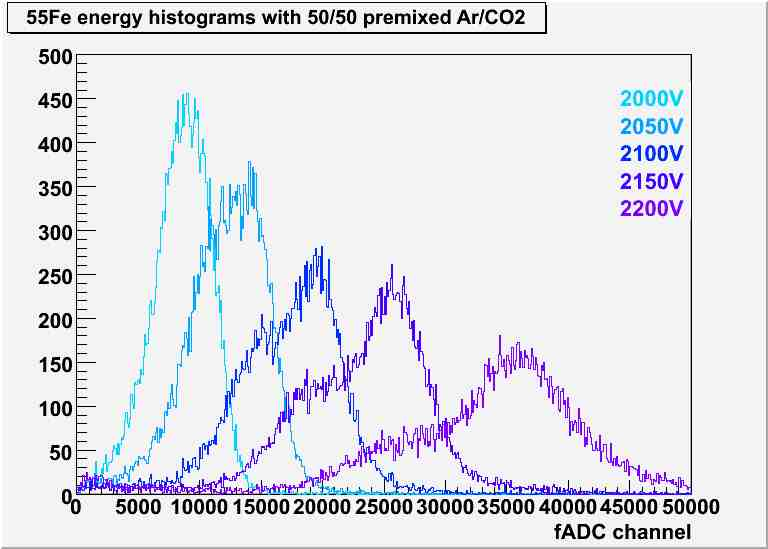 55Fe energy histograms with 50/50 premixed Ar/CO2
500
450
400
350
300
250
200
150
100
50
0
2000V
2050V
2100V
2150V
2200V
0 5000 10000 15000 20000 25000 30000 35000 40000 45000 50000
fADC channel